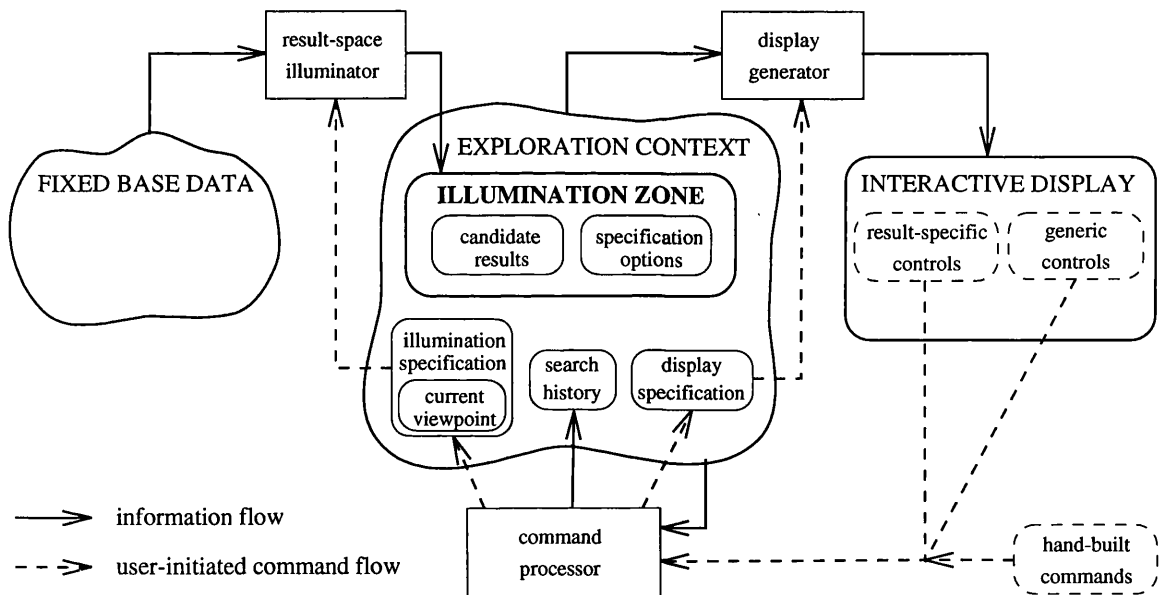 result-space
illuminator
display
generator
EXPLORATION CONTEXT
FIXED BASE DATA
ILLUMINATION ZONE
candidate
results
specification
options
INTERACTIVE DISPLAY
result-specific
controls
generic
controls
illumination
specification
current
viewpoint
search
history
display
specification
information flow
user-initiated command flow
command
processor
hand-built
commands